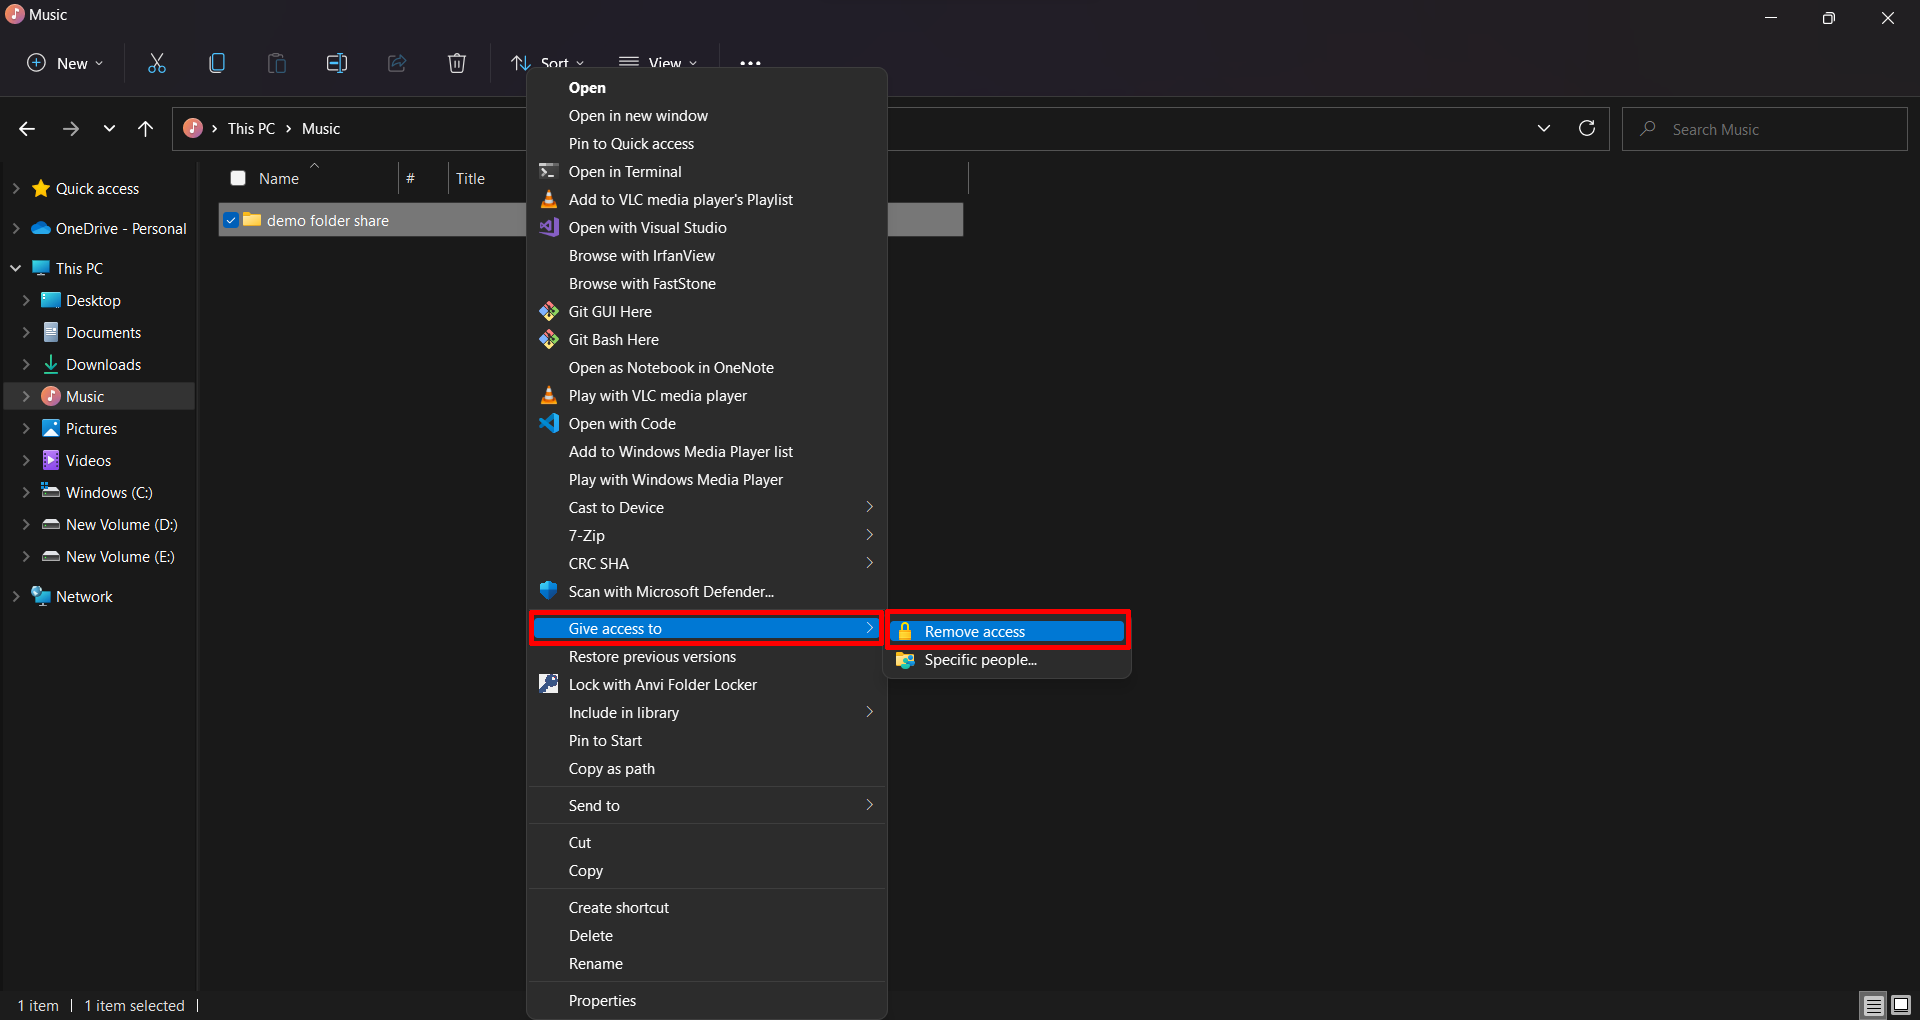 Music
New
Sort
View
This PC
Music
Search Music
Name
#
Title
Quick access
OneDrive - Personal
This PC
Desktop
Documents
Downloads
Music
Pictures
Videos
Windows (C:)
New Volume (D:)
New Volume (E:)
Network
demo folder share
Open
Open in new window
Pin to Quick access
Open in Terminal
Add to VLC media player's Playlist
Open with Visual Studio
Browse with IrfanView
Browse with FastStone
Git GUI Here
Git Bash Here
Open as Notebook in OneNote
Play with VLC media player
Open with Code
Add to Windows Media Player list
Play with Windows Media Player
Cast to Device
7-Zip
CRC SHA
Scan with Microsoft Defender...
Give access to
Restore previous versions
Lock with Anvi Folder Locker
Include in library
Pin to Start
Copy as path
Send to
Cut
Copy
Create shortcut
Delete
Rename
Properties
Remove access
Specific people...
1 item
1 item selected